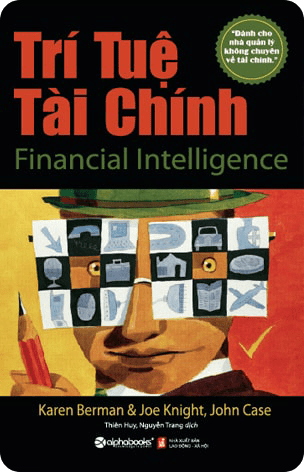 "Dành cho
nhà quản lý
không chuyên
về tài chính."
Trí Tuệ
Tài Chính
Financial Intelligence
Karen Berman & Joe Knight, John Case
Thiên Huy, Nguyễn Trang dịch
alphabooks
NHÀ XUẤT BẢN
LAO ĐỘNG - XÃ HỘI